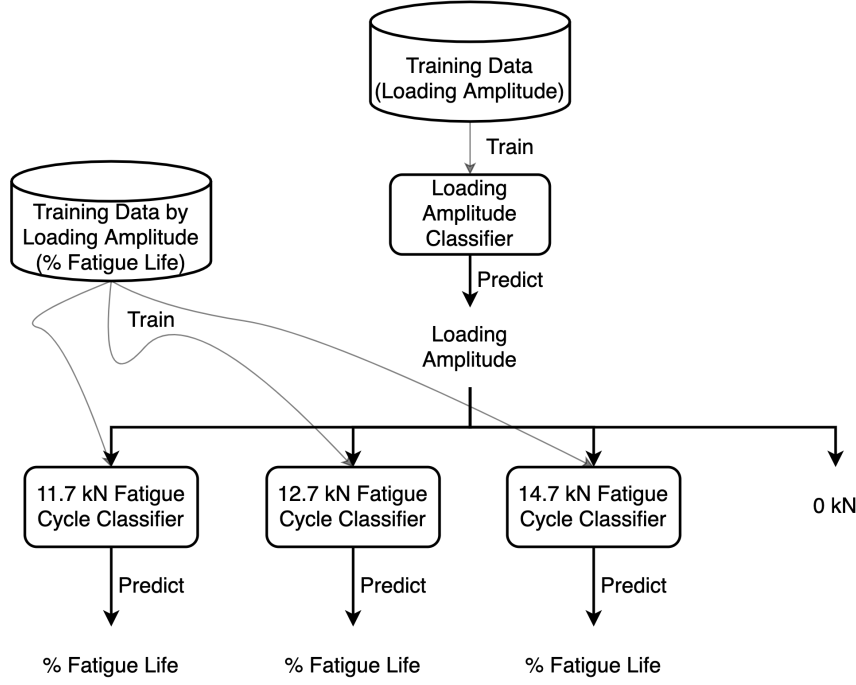 Training Data
(Loading Amplitude)
Train
Loading
Amplitude
Classifier
Predict
Training Data by
Loading Amplitude
(% Fatigue Life)
Train
Loading
Amplitude
11.7 kN Fatigue
Cycle Classifier
12.7 kN Fatigue
Cycle Classifier
14.7 kN Fatigue
Cycle Classifier
0 kN
Predict
Predict
Predict
% Fatigue Life
% Fatigue Life
% Fatigue Life